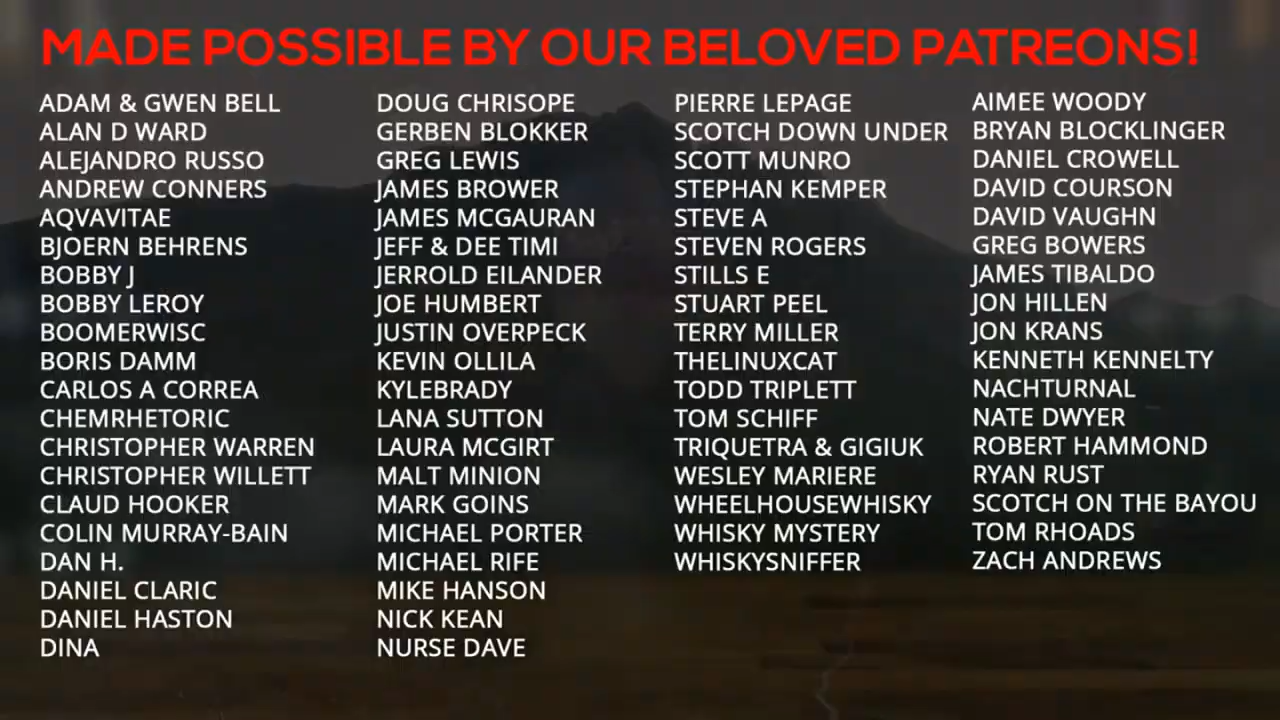 MADE POSSIBLE BY OUR BELOVED PATREONS!
ADAM & GWEN BELL
ALAN D WARD
ALEJANDRO RUSSO
ANDREW CONNERS
AQVAVITAE
BJOERN BEHRENS
BOBBY J
BOBBY LEROY
BOOMERWISC
BORIS DAMM
CARLOS A CORREA
CHEMRHETORIC
CHRISTOPHER WARREN
CHRISTOPHER WILLETT
CLAUD HOOKER
COLIN MURRAY-BAIN
DAN H.
DANIEL CLARIC
DANIEL HASTON
DINA
DOUG CHRISOPE
GERBEN BLOKKER
GREG LEWIS
JAMES BROWER
JAMES MCGAURAN
JEFF & DEE TIMI
JERROLD EILANDER
JOE HUMBERT
JUSTIN OVERPECK
KEVIN OLLILA
KYLEBRADY
LANA SUTTON
LAURA MCGIRT
MALT MINION
MARK GOINS
MICHAEL PORTER
MICHAEL RIFE
MIKE HANSON
NICK KEAN
NURSE DAVE
PIERRE LEPAGE
SCOTCH DOWN UNDER
SCOTT MUNRO
STEPHAN KEMPER
STEVE A
STEVEN ROGERS
STILLS E
STUART PEEL
TERRY MILLER
THELINUXCAT
TODD TRIPLETT
TOM SCHIFF
TRIQUETRA & GIGIUK
WESLEY MARIERE
WHEELHOUSEWHISKY
WHISKY MYSTERY
WHISKYSNIFFER
AIMEE WOODY
BRYAN BLOCKLINGER
DANIEL CROWELL
DAVID COURSON
DAVID VAUGHN
GREG BOWERS
JAMES TIBALDO
JON HILLEN
JON KRANS
KENNETH KENNELTY
NACHTURNAL
NATE DWYER
ROBERT HAMMOND
RYAN RUST
SCOTCH ON THE BAYOU
TOM RHOADS
ZACH ANDREWS